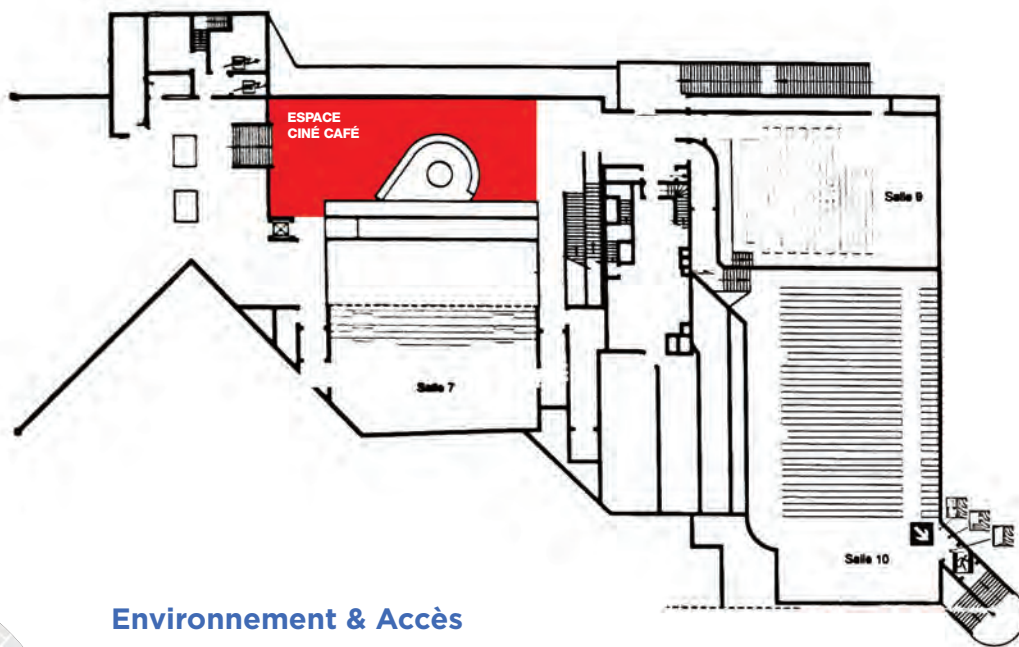 ESPACE
CINÉ CAFÉ
Salle 9
Salle 7
Salle 10
Environnement & Accès